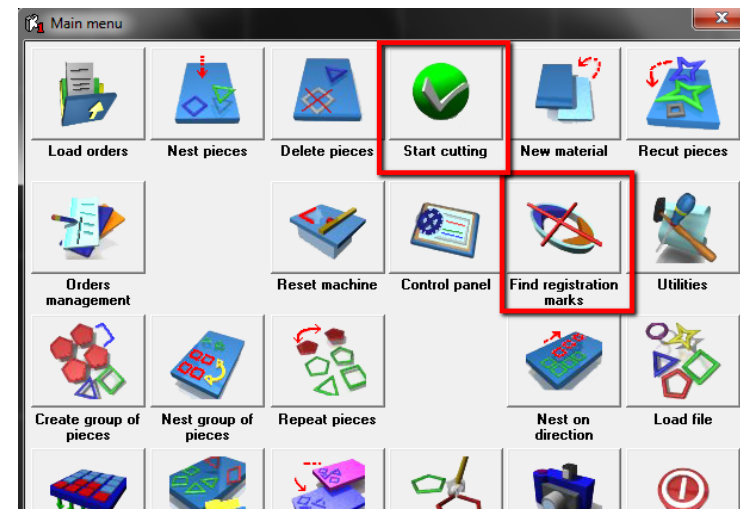 Main menu
Load orders
Nest pieces
Delete pieces
Start cutting
New material
Recut pieces
Orders
management
Reset machine
Control panel
Find registration
marks
Utilities
Create group of
pieces
Nest group of
pieces
Repeat pieces
Nest on
direction
Load file